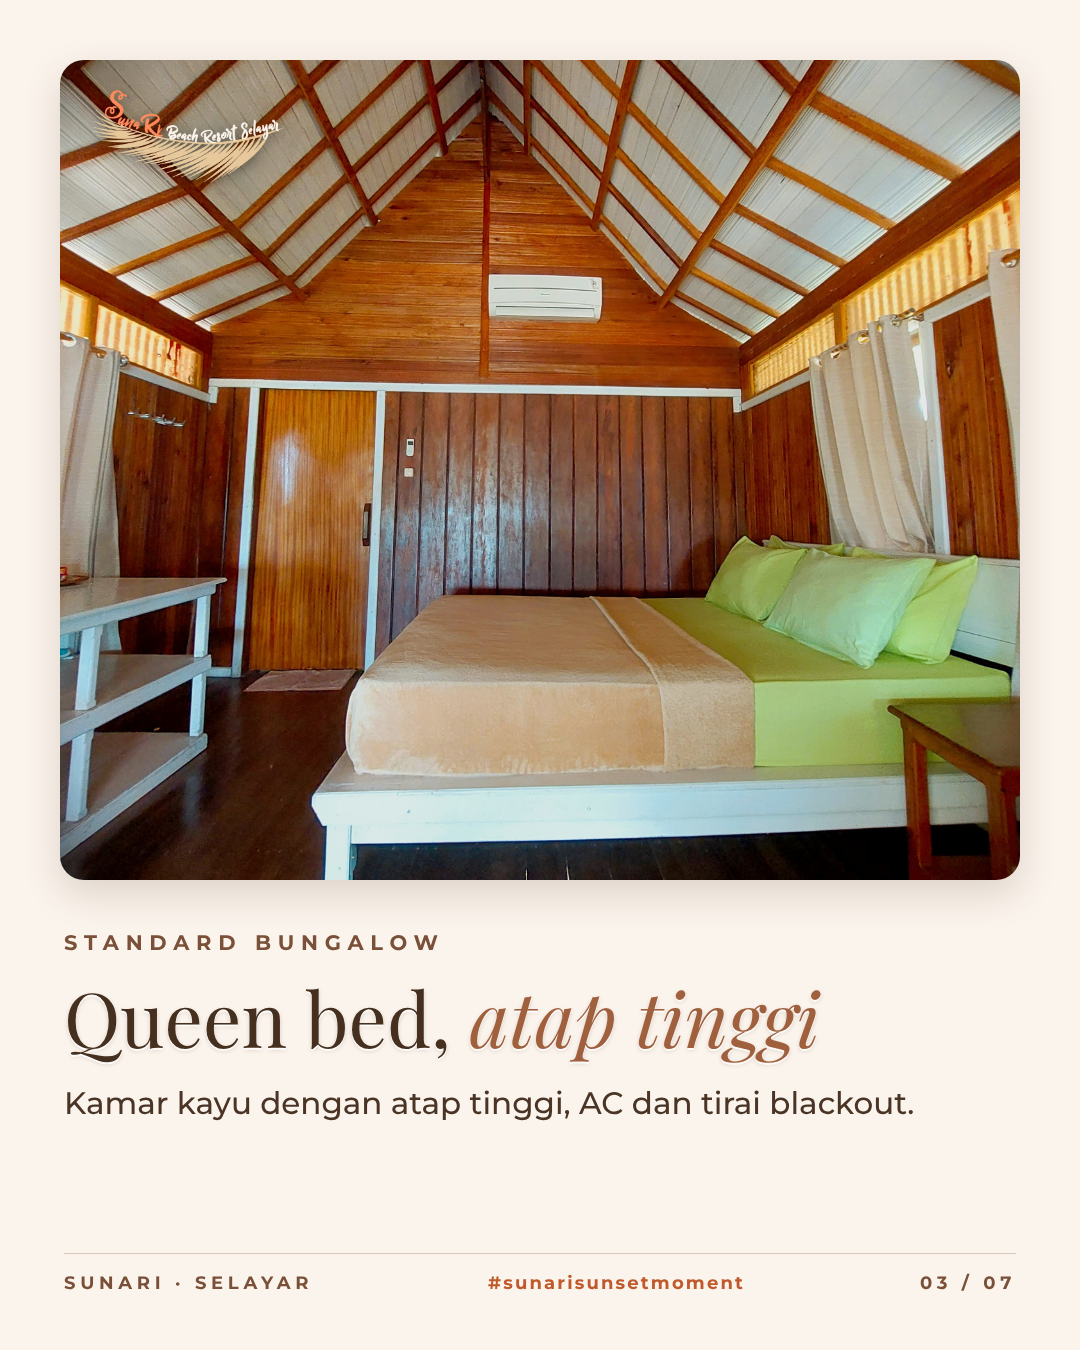 SunaRi Beach Resort Selayar
STANDARD BUNGALOW
Queen bed, atap tinggi
Kamar kayu dengan atap tinggi, AC dan tirai blackout.
SUNARI · SELAYAR
#sunarisunsetmoment
03 / 07